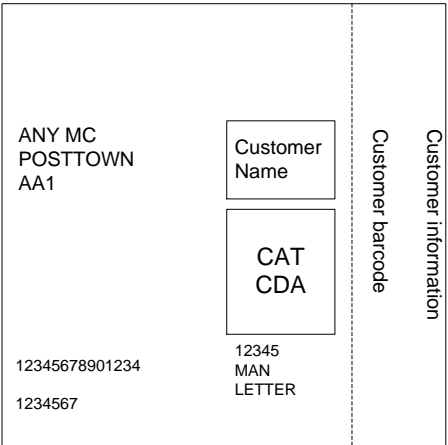 ANY MC
POSTTOWN
AA1
Customer
Name
CAT
CDA
12345678901234
1234567
12345
MAN
LETTER
Customer barcode
Customer information